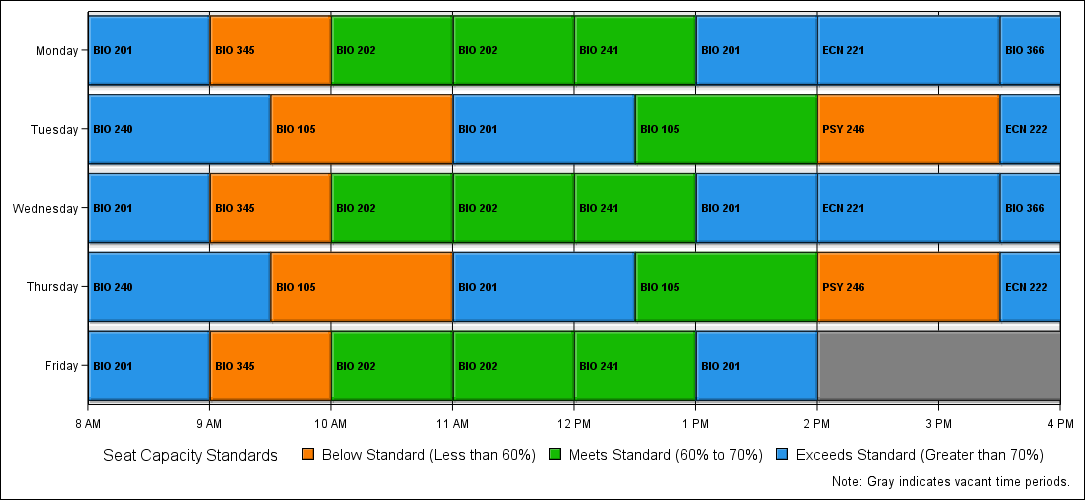 Monday BIO 201 BIO 345 BIO 202 BIO 202 BIO 241 BIO 201 ECN 221 BIO 366
Tuesday BIO 240 BIO 105 BIO 201 BIO 105 PSY 246 ECN 222
Wednesday BIO 201 BIO 345 BIO 202 BIO 202 BIO 241 BIO 201 ECN 221 BIO 366
Thursday BIO 240 BIO 105 BIO 201 BIO 105 PSY 246 ECN 222
Friday BIO 201 BIO 345 BIO 202 BIO 202 BIO 241 BIO 201
8 AM 9 AM 10 AM 11 AM 12 PM 1 PM 2 PM 3 PM 4 PM
Seat Capacity Standards Below Standard (Less than 60%) Meets Standard (60% to 70%) Exceeds Standard (Greater than 70%)
Note: Gray indicates vacant time periods.